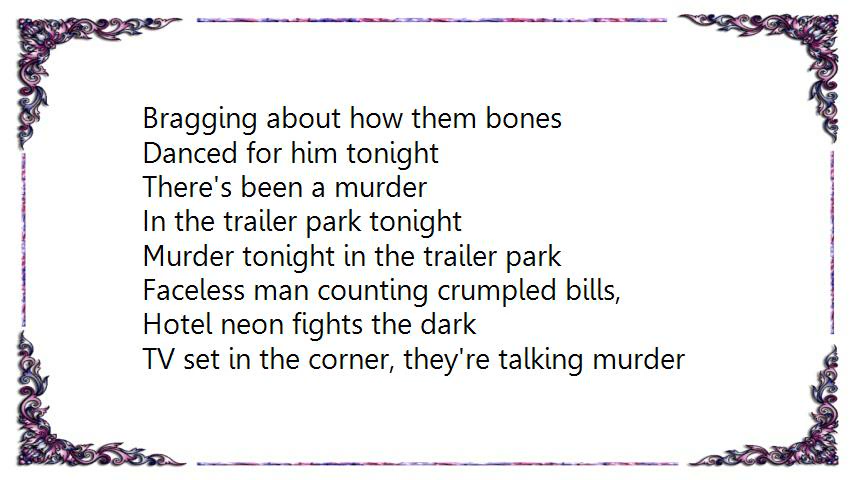 Bragging about how them bones
Danced for him tonight
There's been a murder
In the trailer park tonight
Murder tonight in the trailer park
Faceless man counting crumpled bills,
Hotel neon fights the dark
TV set in the corner, they're talking murder